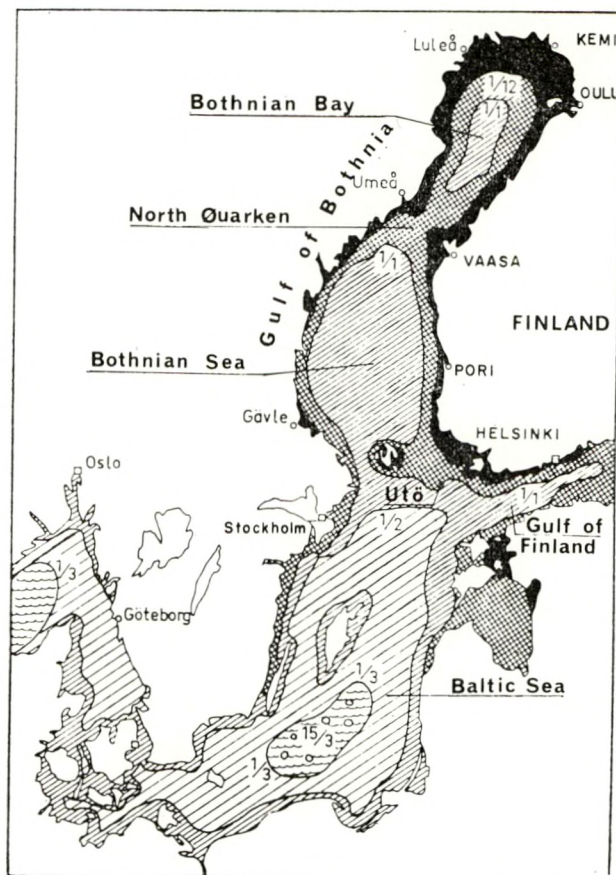 Luleå
KEMI
1/12
OULU
Bothnian Bay
1/1
Umeå
Gulf of Bothnia
North Øuarken
1/1
VAASA
FINLAND
Bothnian Sea
PORI
Gävle
HELSINKI
Oslo
Utö
1/1
Stockholm
1/2
Gulf of
Finland
1/3
Göteborg
1/3
Baltic Sea
15/3
1/3